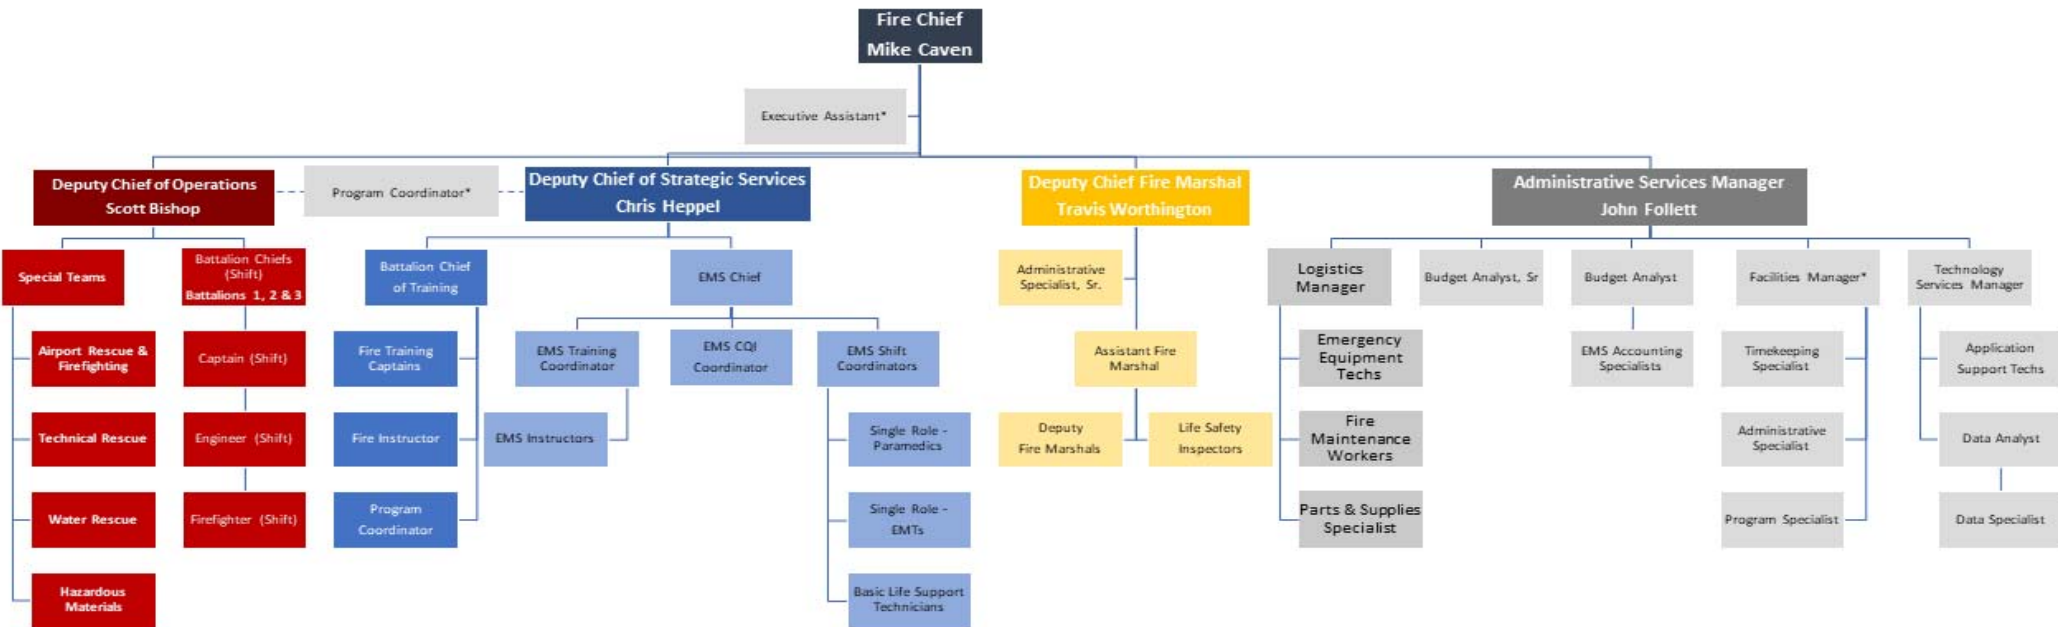 Fire Chief
Mike Caven
Executive Assistant*
Deputy Chief of Operations
Scott Bishop
Program Coordinator*
Deputy Chief of Strategic Services
Chris Heppel
Deputy Chief Fire Marshal
Travis Worthington
Administrative Services Manager
John Follett
Special Teams
Battalion Chiefs
(Shift)
Battalions 1, 2 & 3
Battalion Chief
of Training
EMS Chief
Administrative
Specialist, Sr.
Logistics
Manager
Budget Analyst, Sr
Budget Analyst
Facilities Manager*
Technology
Services Manager
Airport Rescue &
Firefighting
Captain (Shift)
Fire Training
Captains
EMS Training
Coordinator
EMS CQI
Coordinator
EMS Shift
Coordinators
Assistant Fire
Marshal
Emergency
Equipment
Techs
EMS Accounting
Specialists
Timekeeping
Specialist
Application
Support Techs
Technical Rescue
Engineer (Shift)
Fire Instructor
EMS Instructors
Single Role -
Paramedics
Deputy
Fire Marshals
Life Safety
Inspectors
Fire
Maintenance
Workers
Administrative
Specialist
Data Analyst
Water Rescue
Firefighter (Shift)
Program
Coordinator
Single Role -
EMTs
Parts & Supplies
Specialist
Program Specialist
Data Specialist
Hazardous
Materials
Basic Life Support
Technicians